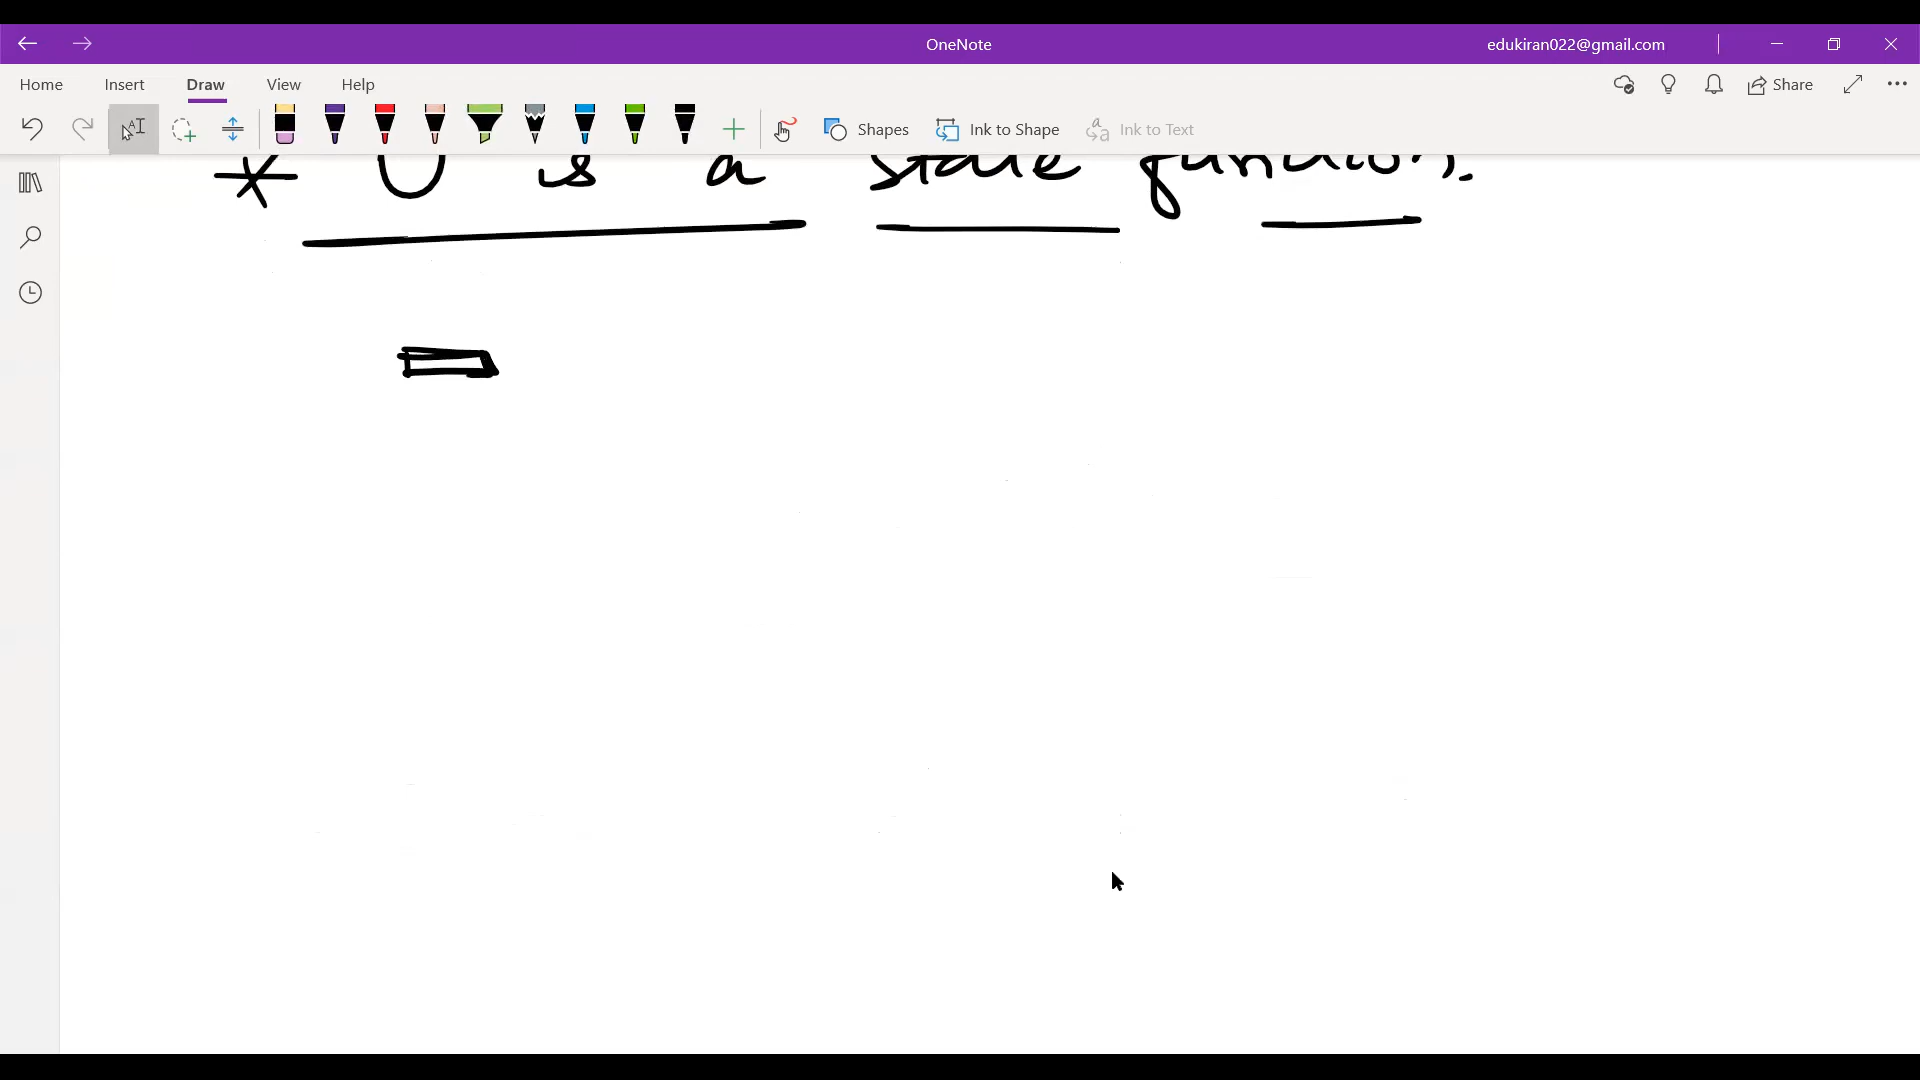 OneNote
edukiran022@gmail.com
Home Insert Draw View Help
Share
Shapes Ink to Shape Ink to Text
* U is a state function.